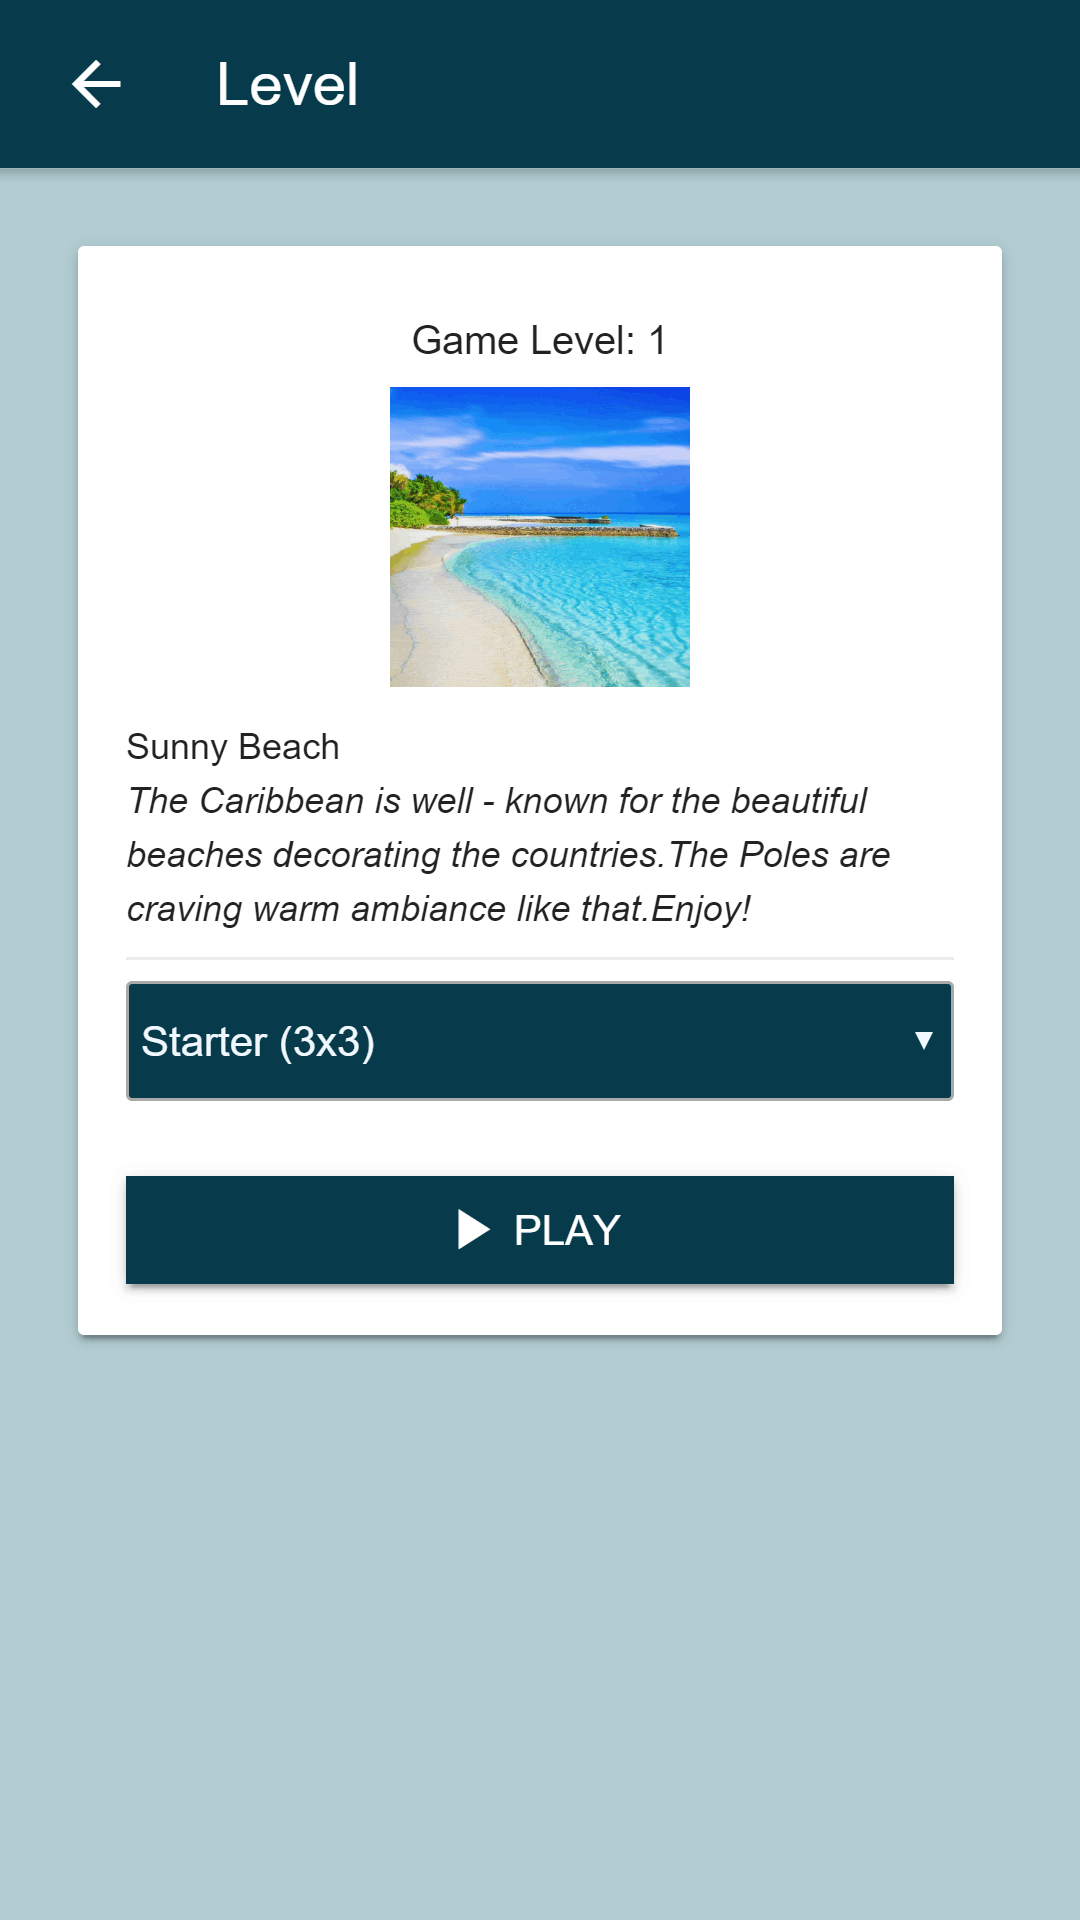 Level
Game Level: 1
Sunny Beach
The Caribbean is well - known for the beautiful
beaches decorating the countries.The Poles are
craving warm ambiance like that.Enjoy!
Starter (3x3)
PLAY